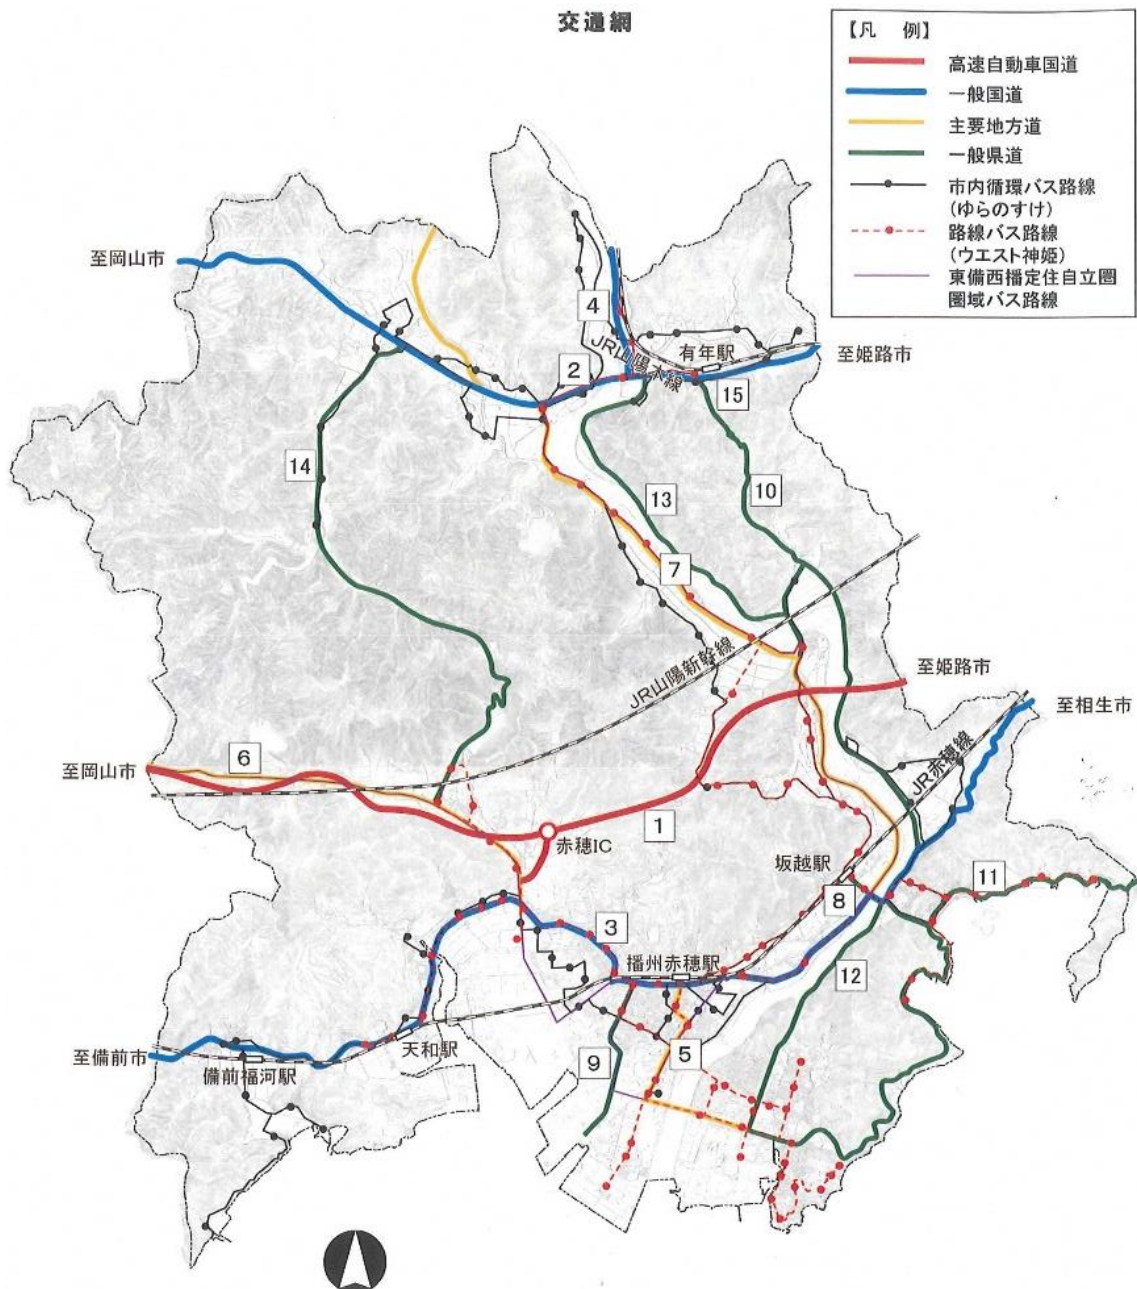 交通網
【凡　例】
高速自動車国道
一般国道
主要地方道
一般県道
市内循環バス路線
(ゆらのすけ)
路線バス路線
(ウエスト神姫)
東備西播定住自立圏
圏域バス路線
至岡山市
4
JR山陽本線
有年駅
至姫路市
2
15
14
13
10
7
JR山陽新幹線
至姫路市
至相生市
6
至岡山市
JR赤穂線
1
赤穂IC
坂越駅
8
11
3
播州赤穂駅
12
天和駅
至備前市
備前福河駅
5
9